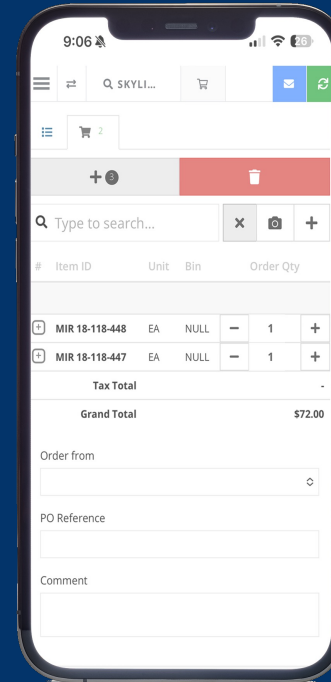 9:06
26
SKYLI...
2
3
Type to search...
# Item ID Unit Bin Order Qty
MIR 18-118-448 EA NULL − 1 +
MIR 18-118-447 EA NULL − 1 +
Tax Total -
Grand Total $72.00
Order from
PO Reference
Comment